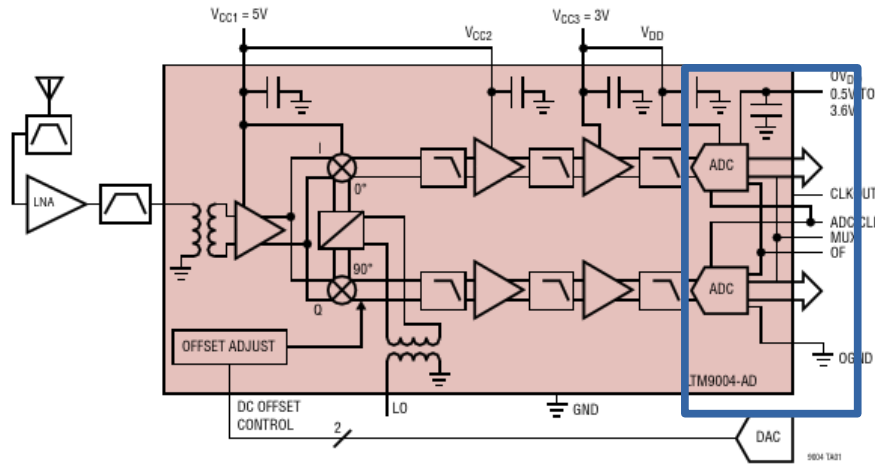 VCC1 = 5V
VCC3 = 3V
VCC2
VDD
0.5V TO
3.6V
I
ADC
LNA
0°
CLKOUT
MUX
OF
90°
ADC
Q
OFFSET ADJUST
OGND
LTM9004-AD
DC OFFSET
CONTROL
LO
GND
2
DAC
9004 TA01